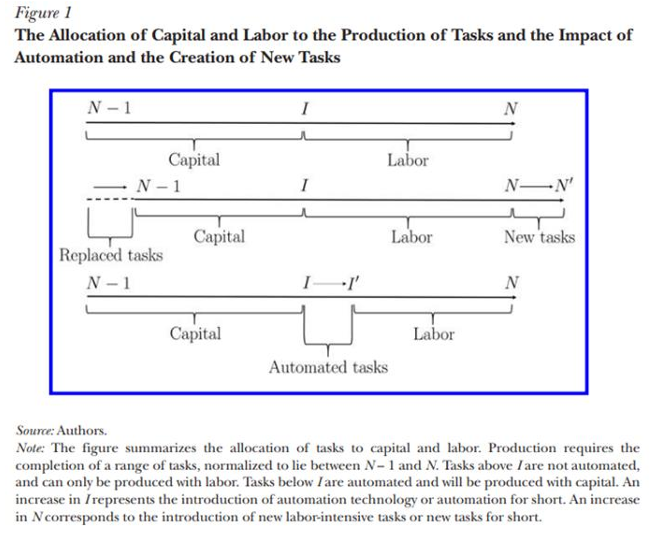 Figure 1
The Allocation of Capital and Labor to the Production of Tasks and the Impact of
Automation and the Creation of New Tasks
N – 1 I N
Capital Labor
N – 1 I N N′
Capital Labor New tasks
Replaced tasks
N – 1 I I′ N
Capital Labor
Automated tasks
Source: Authors.
Note: The figure summarizes the allocation of tasks to capital and labor. Production requires the
completion of a range of tasks, normalized to lie between N– 1 and N. Tasks above I are not automated,
and can only be produced with labor. Tasks below I are automated and will be produced with capital. An
increase in I represents the introduction of automation technology or automation for short. An increase
in N corresponds to the introduction of new labor-intensive tasks or new tasks for short.